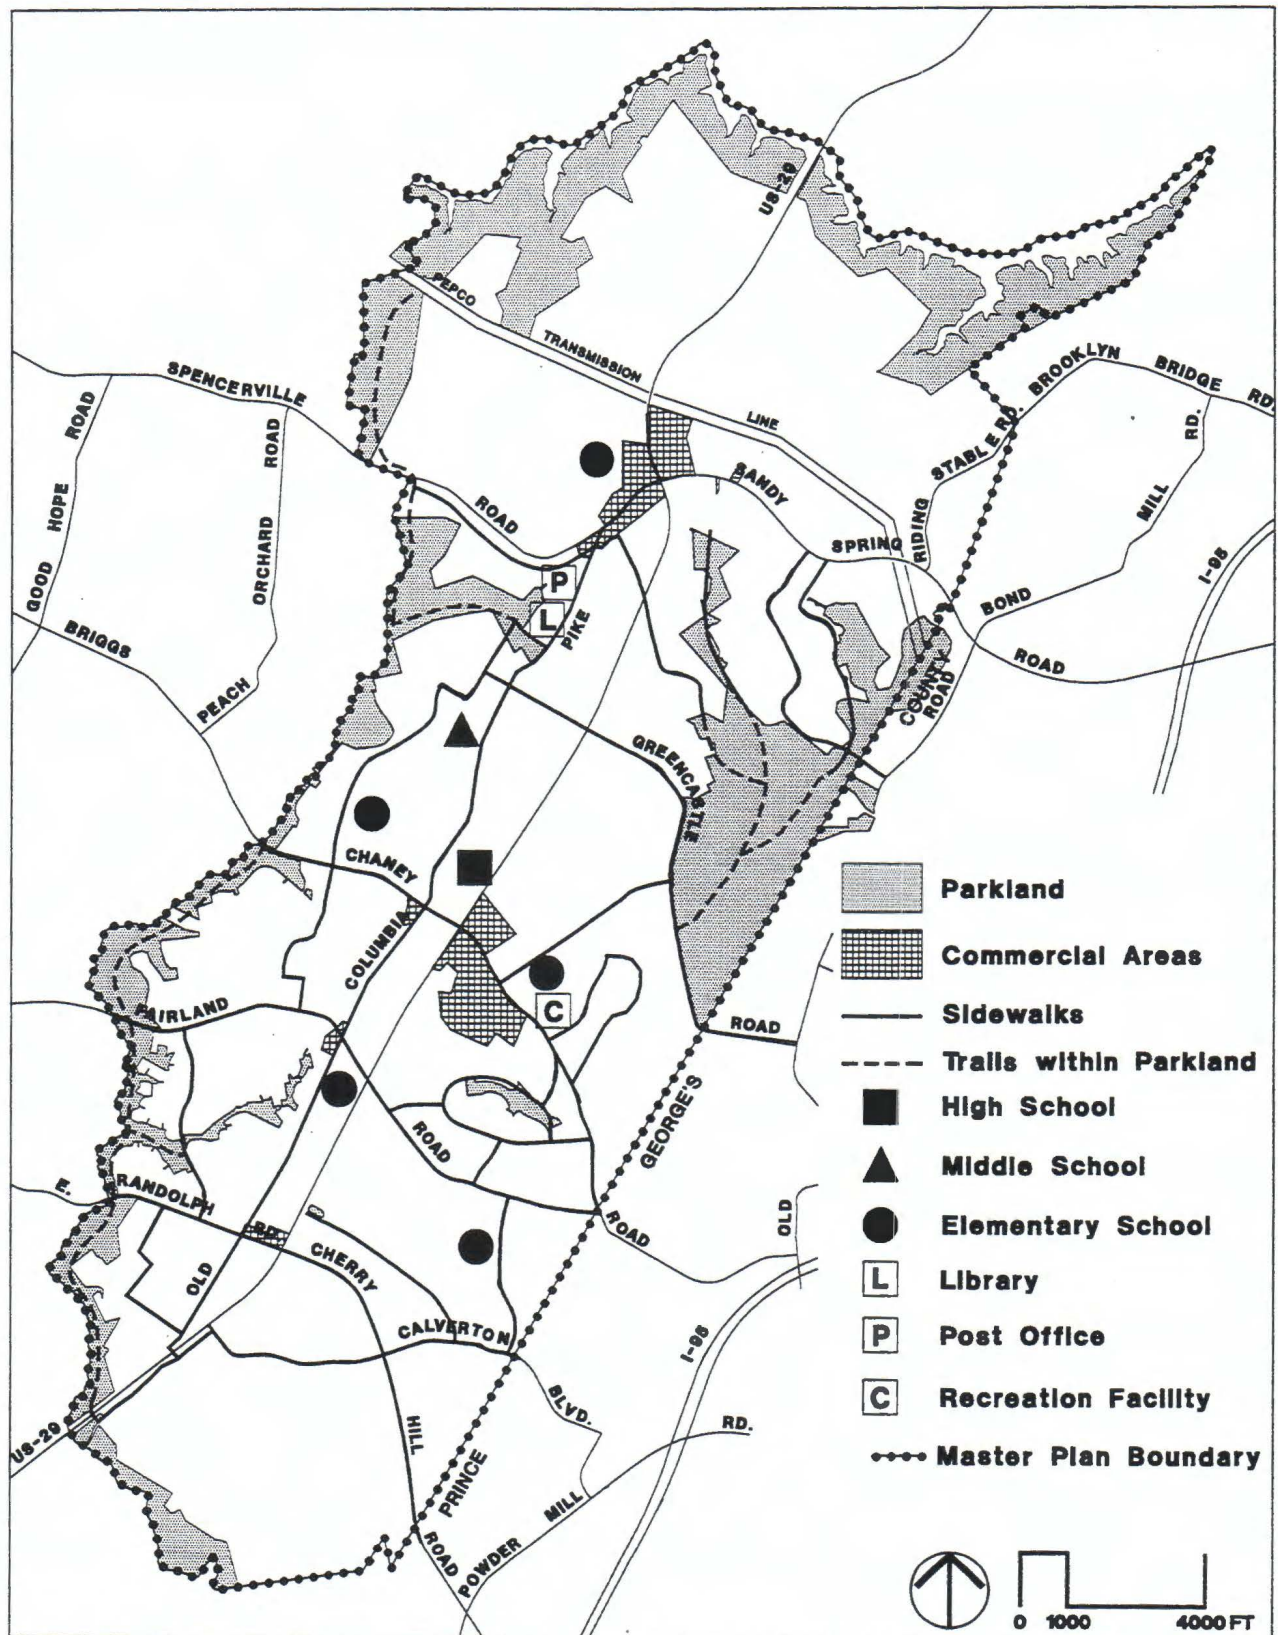 US-29
PEPCO
TRANSMISSION
LINE
SPENCERVILLE
ROAD
GOOD HOPE ROAD
PEACH ORCHARD ROAD
BRIGGS
CHANEY
SANDY
SPRING
ROAD
RIDING
STABLE RD.
BROOKLYN
BRIDGE
RD.
BOND
MILL
RD.
I-95
COUNTY
ROAD
P
L
PIKE
COLUMBIA
OLD
GREENCASTLE
ROAD
C
FAIRLAND
ROAD
ROAD
GEORGE'S
PRINCE
E.
RANDOLPH
RD.
CHERRY
HILL
ROAD
CALVERTON
BLVD.
OLD
I-95
US-29
POWDER
MILL
RD.
Parkland
Commercial Areas
Sidewalks
Trails within Parkland
High School
Middle School
Elementary School
L Library
P Post Office
C Recreation Facility
Master Plan Boundary
0 1000 4000 FT